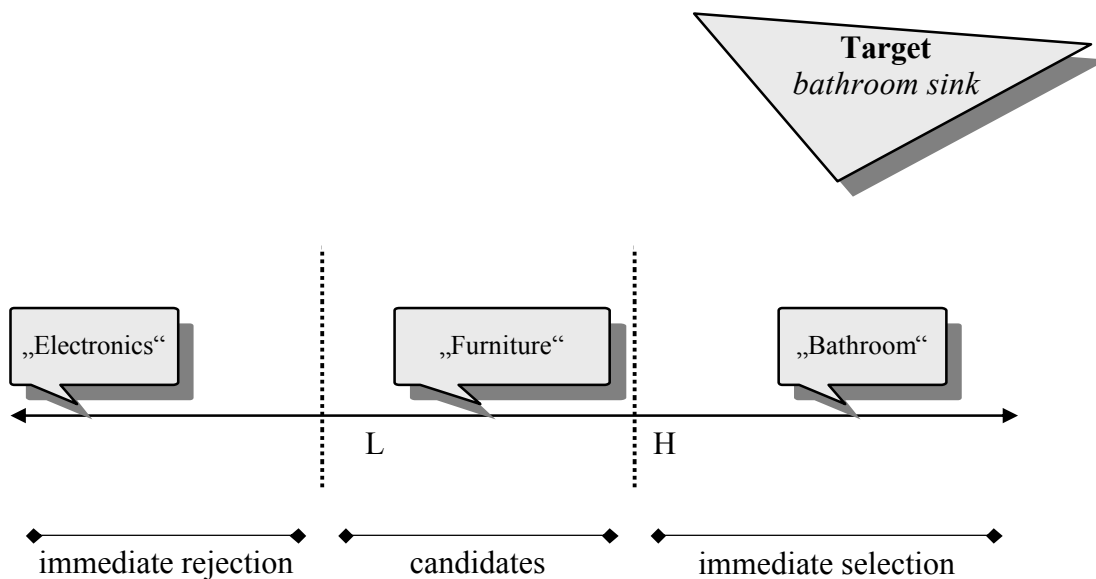 Target
bathroom sink
„Electronics“
„Furniture“
„Bathroom“
L
H
immediate rejection
candidates
immediate selection